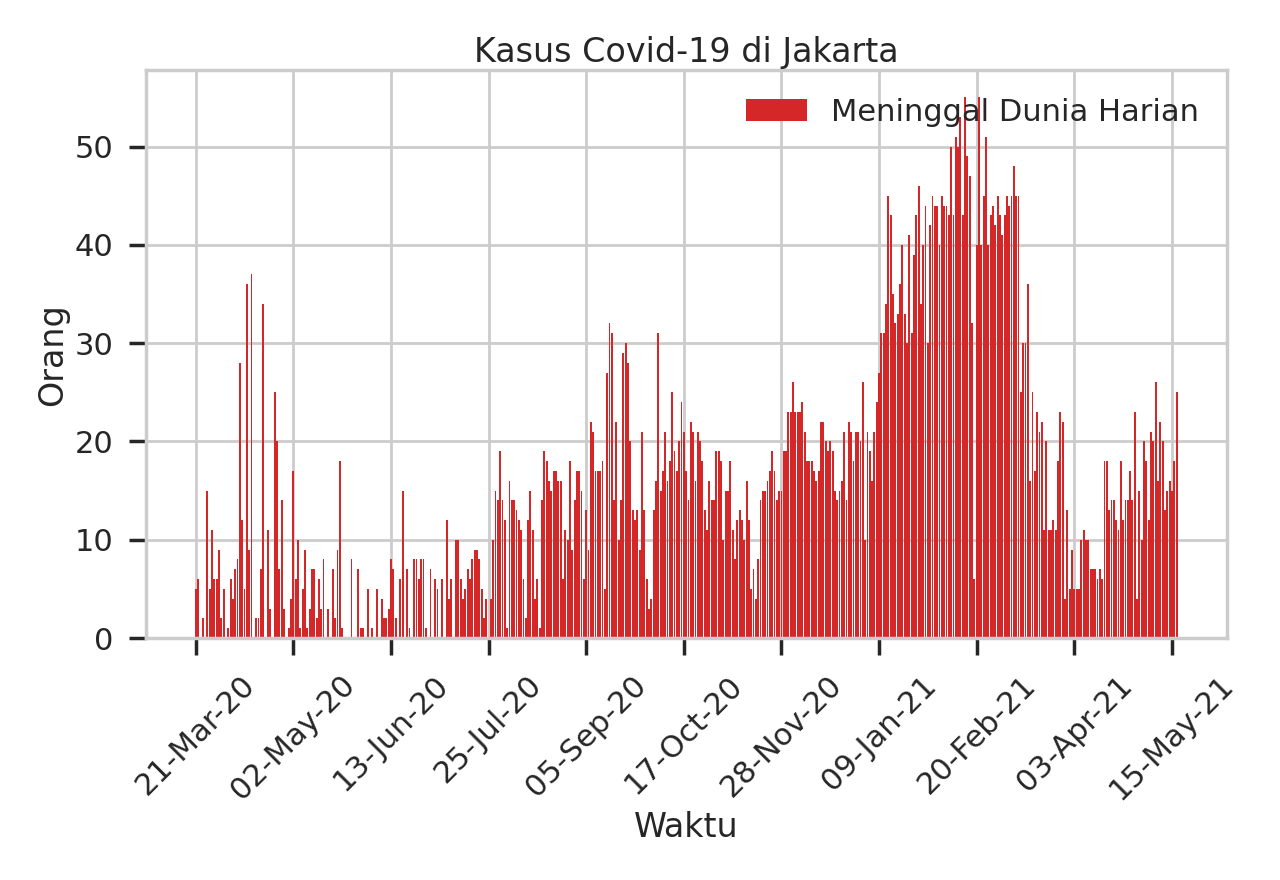 Kasus Covid-19 di Jakarta
Meninggal Dunia Harian
50
40
30
20
10
0
Orang
21-Mar-20
02-May-20
13-Jun-20
25-Jul-20
05-Sep-20
17-Oct-20
28-Nov-20
09-Jan-21
20-Feb-21
03-Apr-21
15-May-21
Waktu